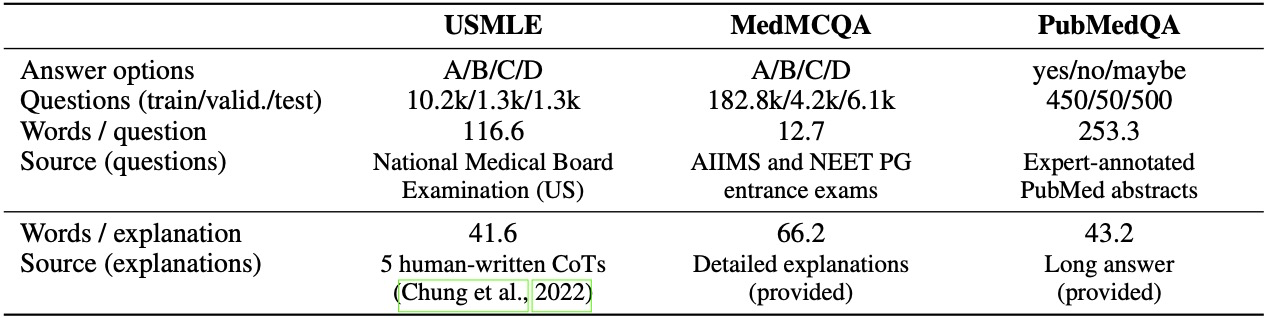 USMLE MedMCQA PubMedQA
Answer options A/B/C/D A/B/C/D yes/no/maybe
Questions (train/valid./test) 10.2k/1.3k/1.3k 182.8k/4.2k/6.1k 450/50/500
Words / question 116.6 12.7 253.3
Source (questions) National Medical Board AIIMS and NEET PG Expert-annotated
Examination (US) entrance exams PubMed abstracts
Words / explanation 41.6 66.2 43.2
Source (explanations) 5 human-written CoTs Detailed explanations Long answer
(Chung et al., 2022) (provided) (provided)